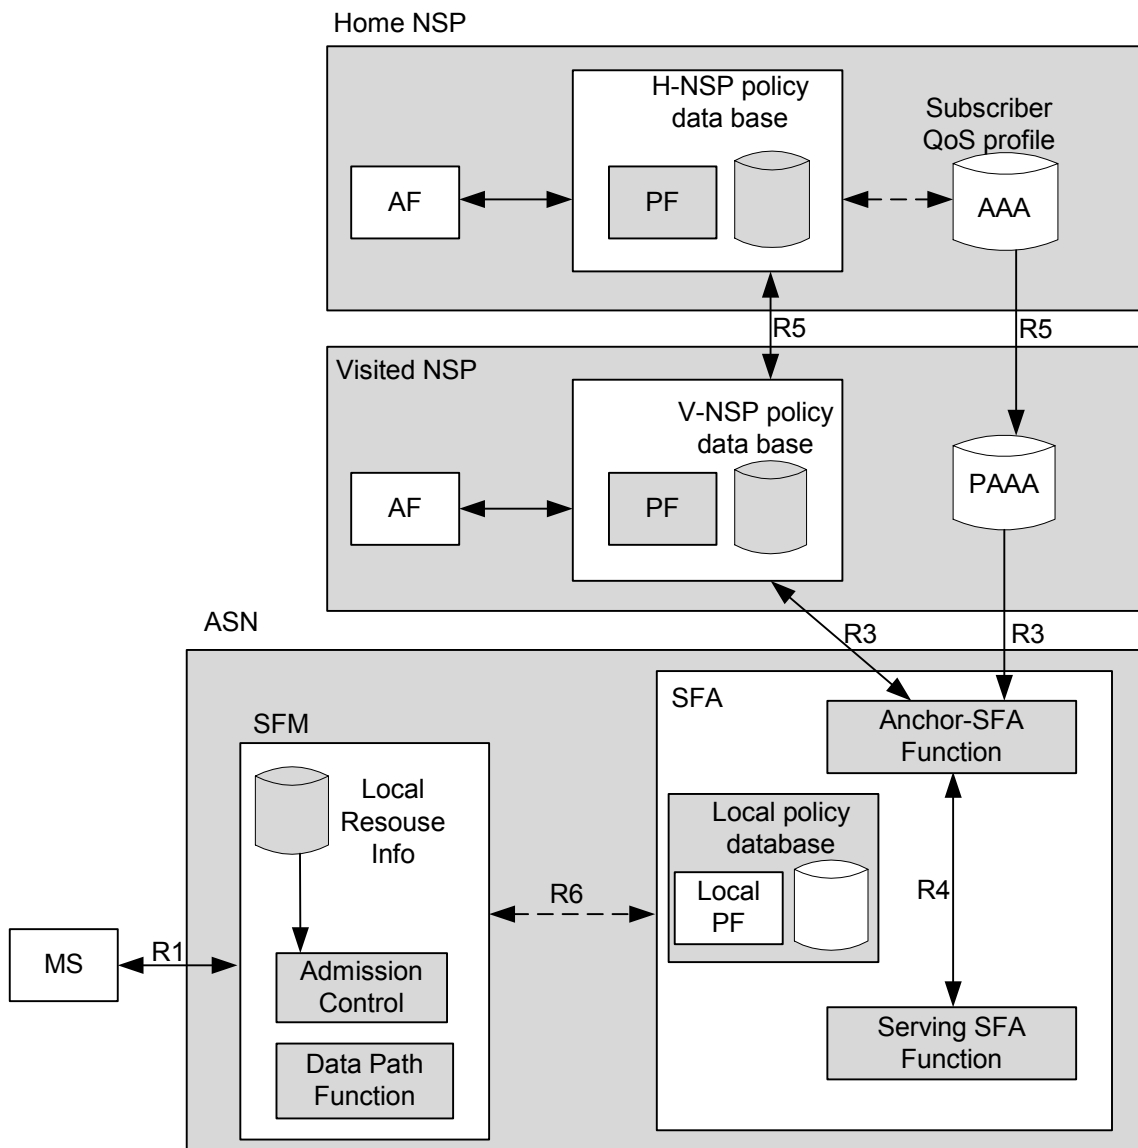 Home NSP
H-NSP policy
data base
Subscriber
QoS profile
AF
PF
AAA
R5
R5
Visited NSP
V-NSP policy
data base
AF
PF
PAAA
R3
R3
ASN
SFM
Local
Resouse
Info
SFA
Anchor-SFA
Function
Local policy
database
Local
PF
R4
R6
MS
R1
Admission
Control
Data Path
Function
Serving SFA
Function